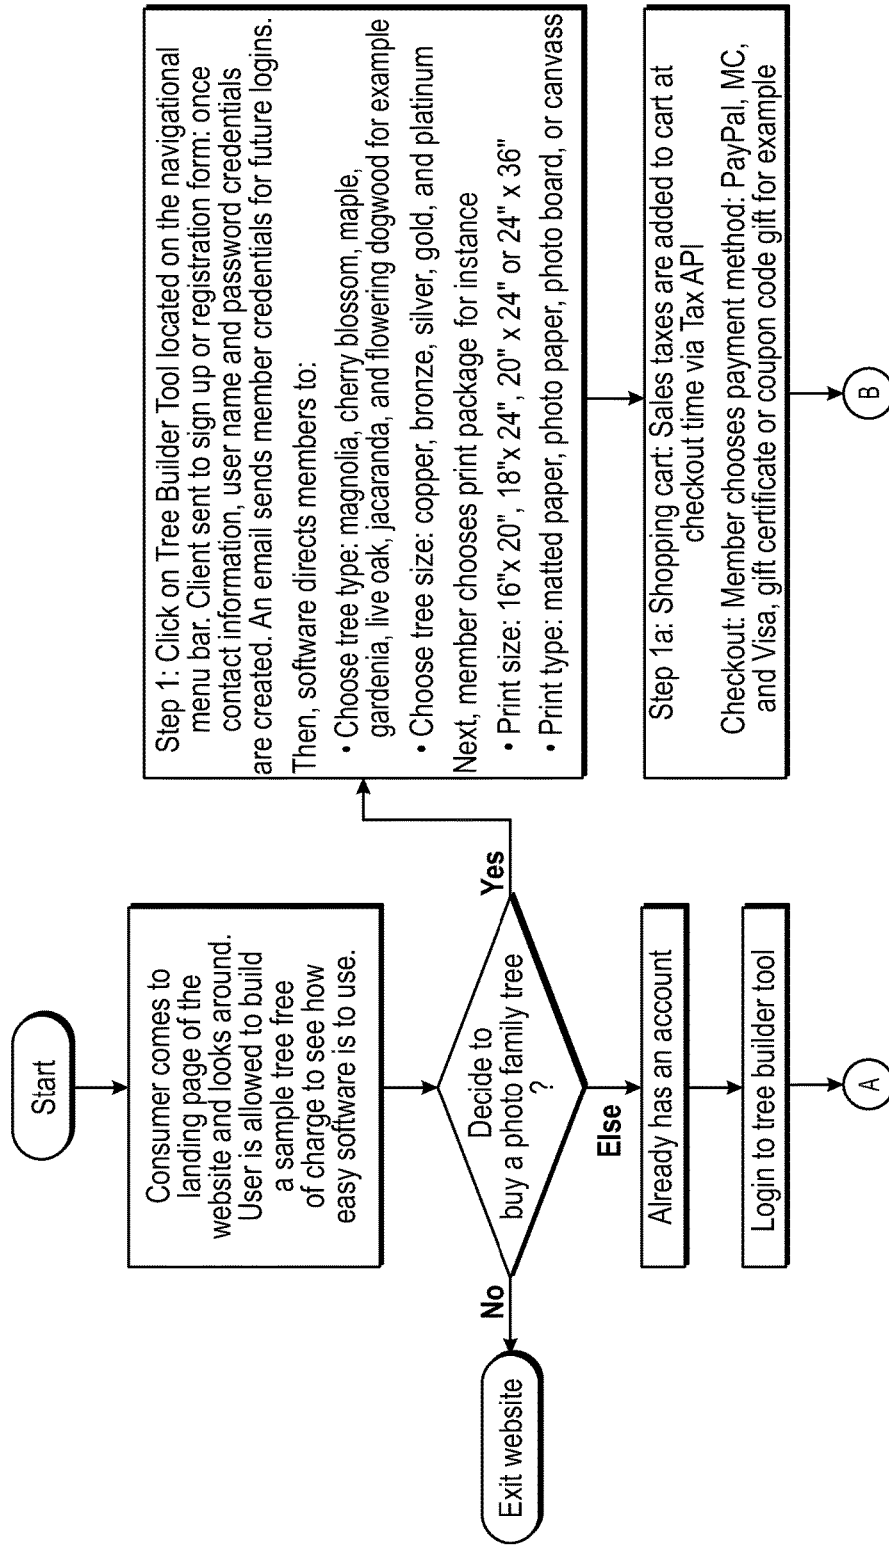 Start
Consumer comes to
landing page of the
website and looks around.
User is allowed to build
a sample tree free
of charge to see how
easy software is to use.
Decide to
buy a photo family tree
?
No
Exit website
Else
Already has an account
Login to tree builder tool
A
Yes
Step 1: Click on Tree Builder Tool located on the navigational
menu bar. Client sent to sign up or registration form: once
contact information, user name and password credentials
are created. An email sends member credentials for future logins.
Then, software directs members to:
• Choose tree type: magnolia, cherry blossom, maple,
gardenia, live oak, jacaranda, and flowering dogwood for example
• Choose tree size: copper, bronze, silver, gold, and platinum
Next, member chooses print package for instance
• Print size: 16"x 20", 18"x 24", 20" x 24" or 24" x 36"
• Print type: matted paper, photo paper, photo board, or canvass
Step 1a: Shopping cart: Sales taxes are added to cart at
checkout time via Tax API
Checkout: Member chooses payment method: PayPal, MC,
and Visa, gift certificate or coupon code gift for example
B